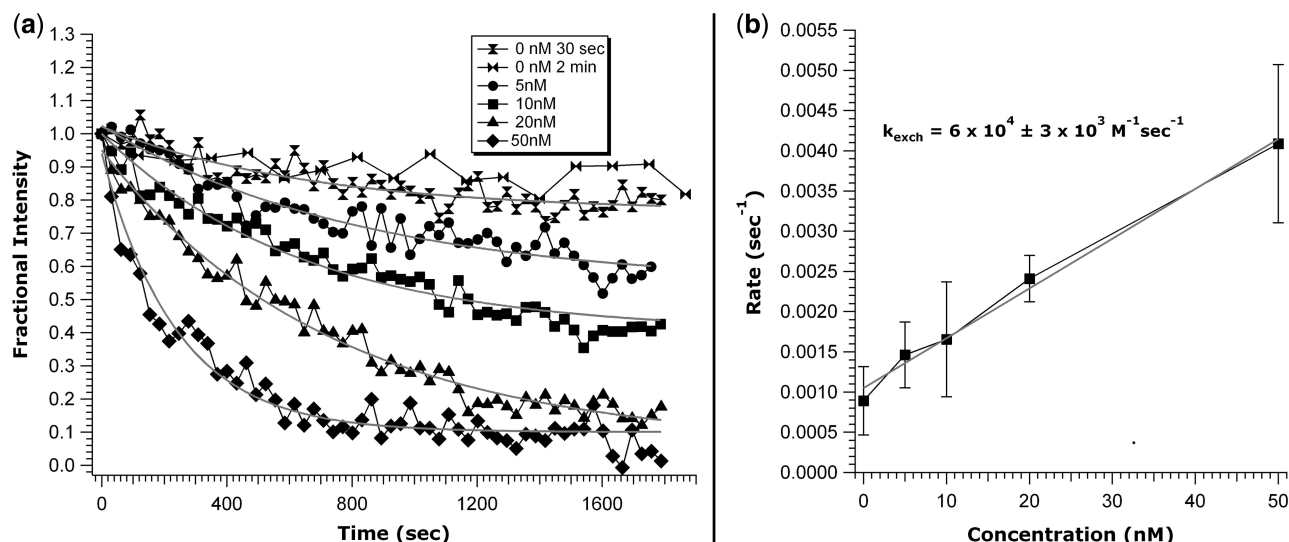 (a)
1.3
1.2
1.1
1.0
0.9
0.8
0.7
0.6
0.5
0.4
0.3
0.2
0.1
0.0
Fractional Intensity
0 nM 30 sec
0 nM 2 min
5nM
10nM
20nM
50nM
0
400
800
1200
1600
Time (sec)
(b)
0.0055
0.0050
0.0045
0.0040
0.0035
0.0030
0.0025
0.0020
0.0015
0.0010
0.0005
0.0000
Rate (sec⁻¹)
k_exch = 6 x 10⁴ ± 3 x 10³ M⁻¹sec⁻¹
0
10
20
30
40
50
Concentration (nM)